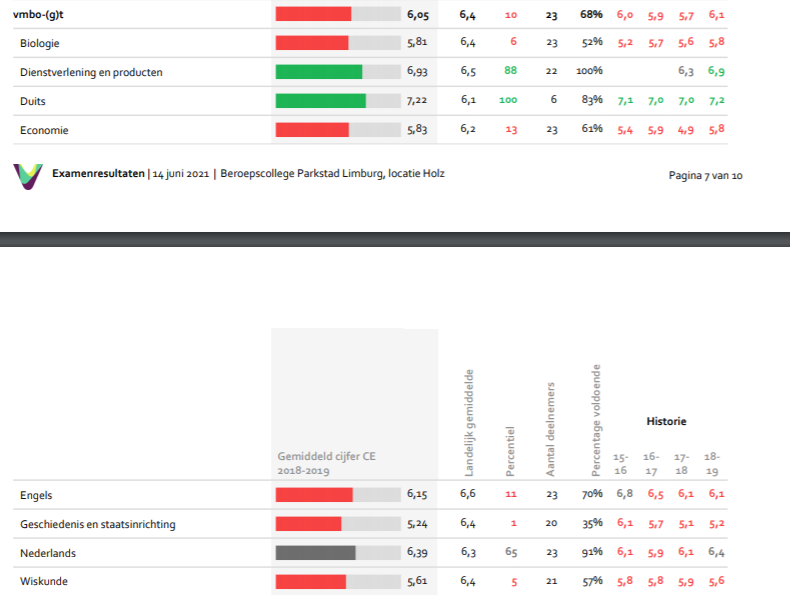 vmbo-(g)t 6,05 6,4 10 23 68% 6,0 5,9 5,7 6,1
Biologie 5,81 6,4 6 23 52% 5,2 5,7 5,6 5,8
Dienstverlening en producten 6,93 6,5 88 22 100% 6,3 6,9
Duits 7,22 6,1 100 6 83% 7,1 7,0 7,0 7,2
Economie 5,83 6,2 13 23 61% 5,4 5,9 4,9 5,8
Examenresultaten | 14 juni 2021 | Beroepscollege Parkstad Limburg, locatie Holz
Pagina 7 van 10
Gemiddeld cijfer CE
2018-2019
Landelijk gemiddelde
Percentiel
Aantal deelnemers
Percentage voldoende
Historie
15-16 16-17 17-18 18-19
Engels 6,15 6,6 11 23 70% 6,8 6,5 6,1 6,1
Geschiedenis en staatsinrichting 5,24 6,4 1 20 35% 6,1 5,7 5,1 5,2
Nederlands 6,39 6,3 65 23 91% 6,1 5,9 6,1 6,4
Wiskunde 5,61 6,4 5 21 57% 5,8 5,8 5,9 5,6